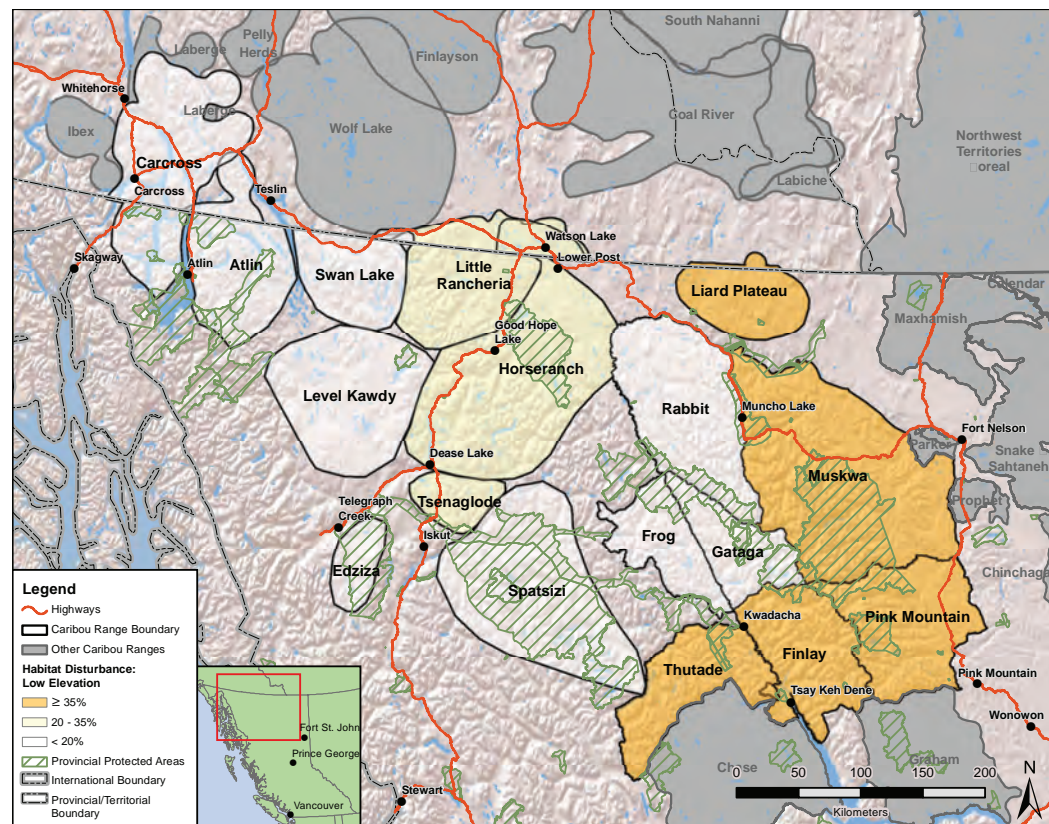 South Nahanni
Pelly
Herds
Laberge
Finlayson
Whitehorse
Laberge
Coal River
Ibex
Wolf Lake
Northwest
Territories
oreal
Carcross
Labiche
Carcross
Teslin
Watson Lake
Skagway
Atlin
Atlin
Swan Lake
Little
Rancheria
Lower Post
Liard Plateau
Calendar
Maxhamish
Good Hope
Lake
Horseranch
Level Kawdy
Rabbit
Muncho Lake
Fort Nelson
Parker
Snake
Sahtaneh
Dease Lake
Muskwa
Prophet
Telegraph
Creek
Tsenaglode
Iskut
Frog
Gataga
Edziza
Spatsizi
Chinchaga
Kwadacha
Pink Mountain
Finlay
Thutade
Tsay Keh Dene
Pink Mountain
Wonowon
Chase
Graham
Stewart
0 50 100 150 200
Kilometers
N
Legend
Highways
Caribou Range Boundary
Other Caribou Ranges
Habitat Disturbance:
Low Elevation
≥ 35%
20 - 35%
< 20%
Provincial Protected Areas
International Boundary
Provincial/Territorial
Boundary
Fort St. John
Prince George
Vancouver